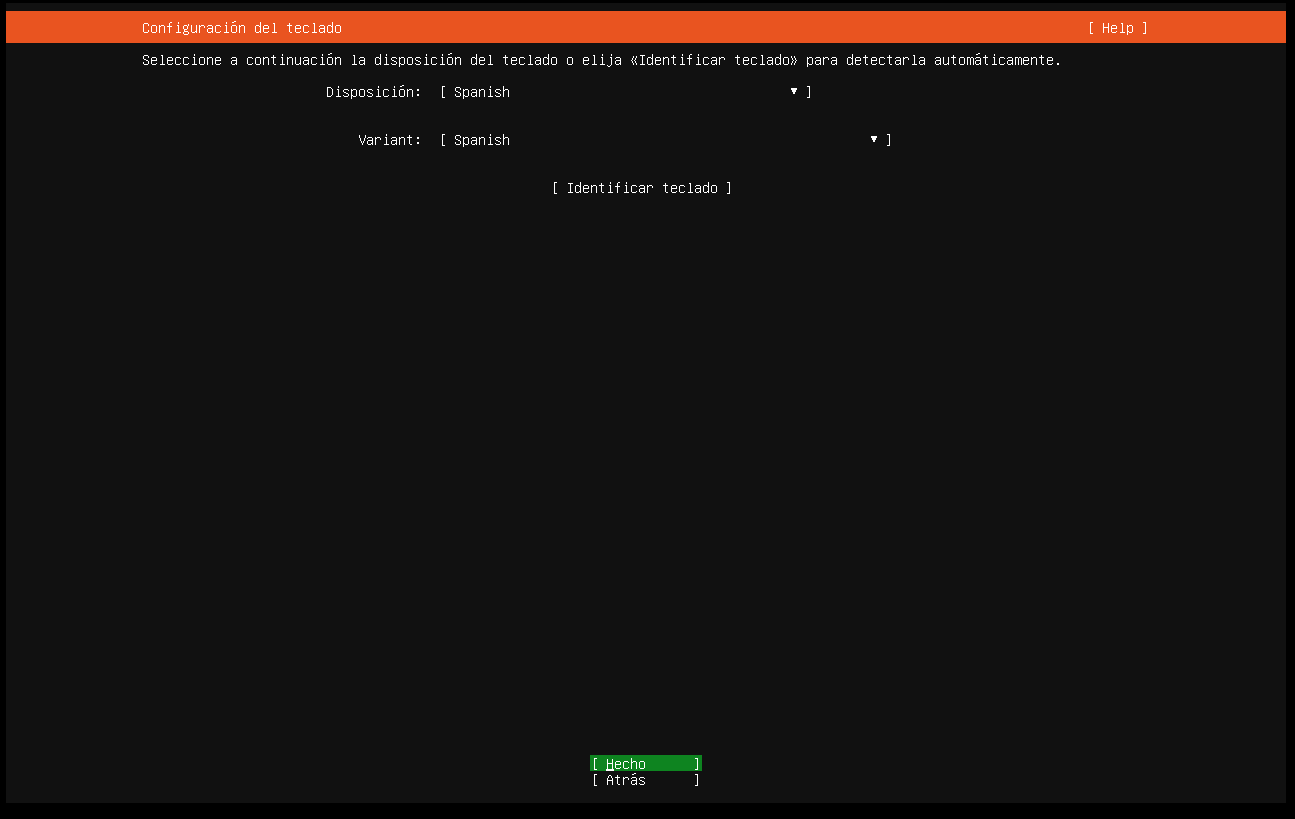 Configuración del teclado [ Help ]
Seleccione a continuación la disposición del teclado o elija «Identificar teclado» para detectarla automáticamente.
Disposición: [ Spanish ▾ ]
Variant: [ Spanish ▾ ]
[ Identificar teclado ]
[ Hecho ]
[ Atrás ]